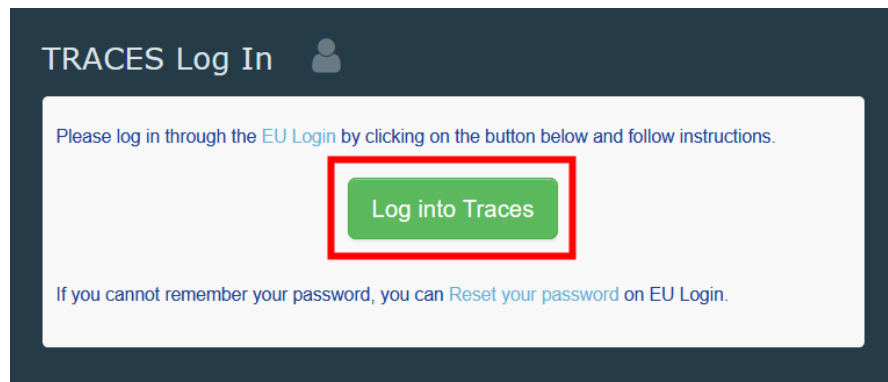 TRACES Log In
Please log in through the EU Login by clicking on the button below and follow instructions.
Log into Traces
If you cannot remember your password, you can Reset your password on EU Login.